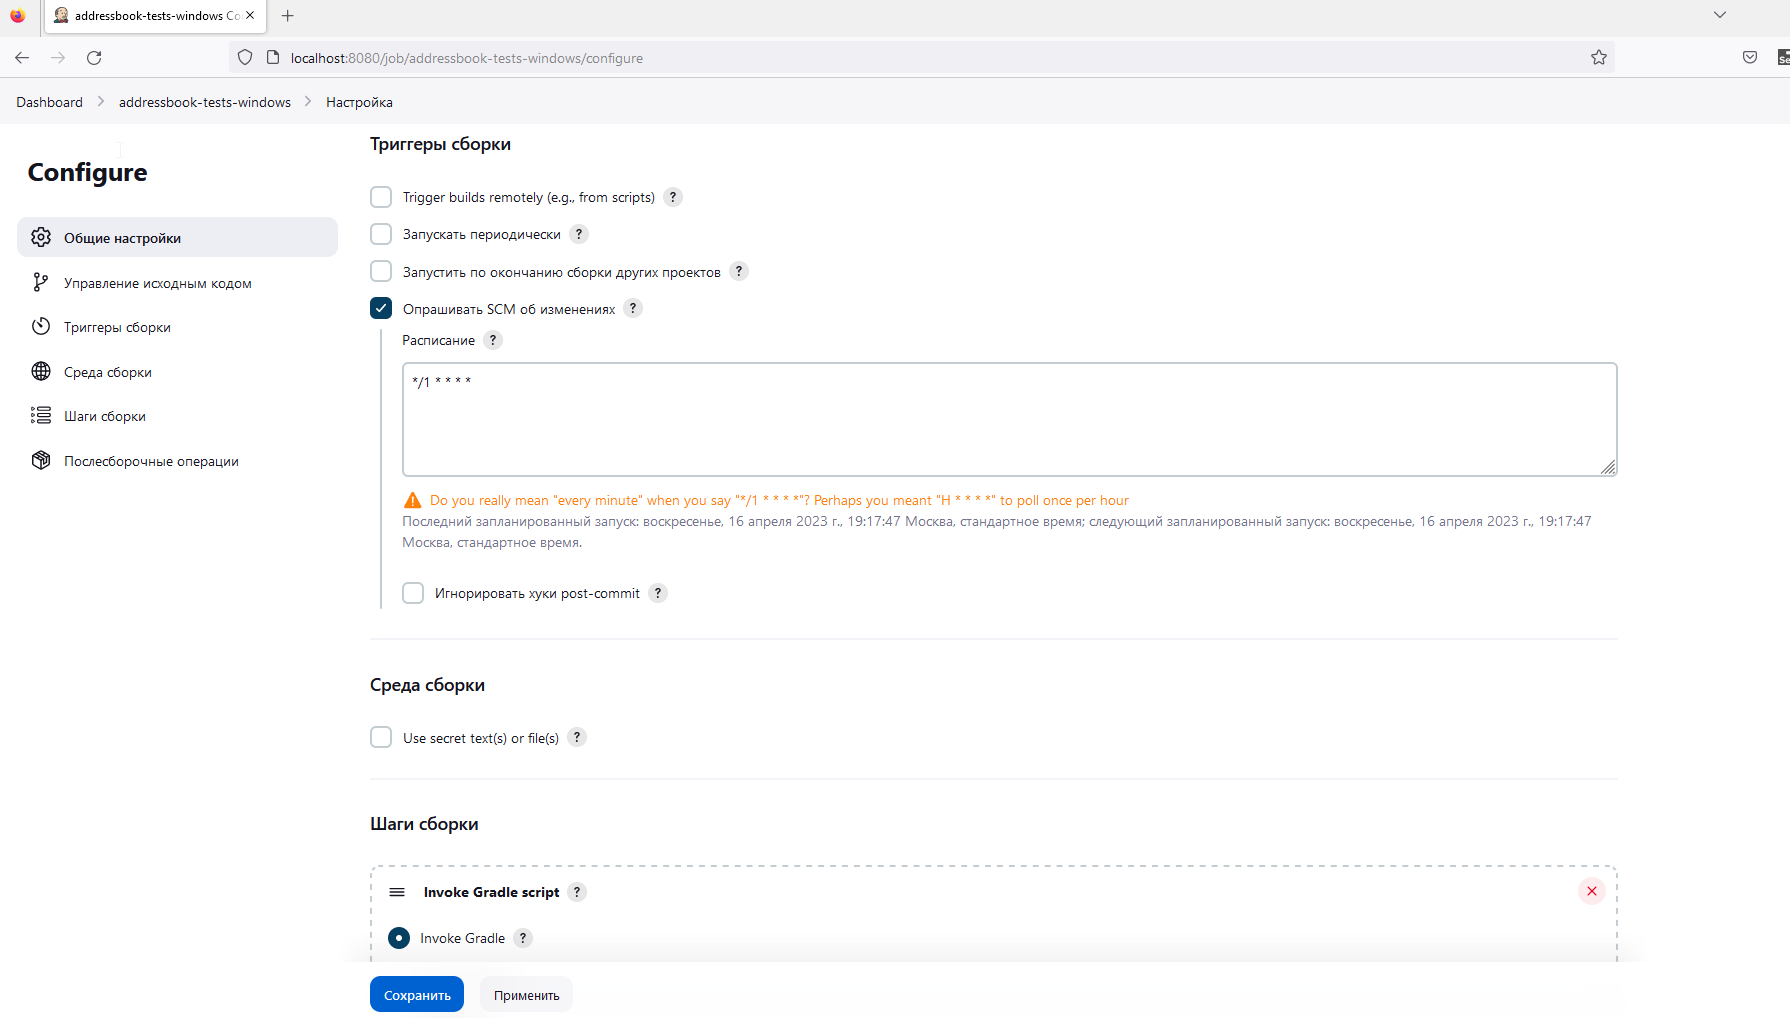 addressbook-tests-windows Co
localhost:8080/job/addressbook-tests-windows/configure
Dashboard addressbook-tests-windows Настройка
Configure
Общие настройки
Управление исходным кодом
Триггеры сборки
Среда сборки
Шаги сборки
Послесборочные операции
Триггеры сборки
Trigger builds remotely (e.g., from scripts) ?
Запускать периодически ?
Запустить по окончанию сборки других проектов ?
Опрашивать SCM об изменениях ?
Расписание ?
*/1 * * * *
Do you really mean "every minute" when you say "*/1 * * * *"? Perhaps you meant "H * * * *" to poll once per hour
Последний запланированный запуск: воскресенье, 16 апреля 2023 г., 19:17:47 Москва, стандартное время; следующий запланированный запуск: воскресенье, 16 апреля 2023 г., 19:17:47
Москва, стандартное время.
Игнорировать хуки post-commit ?
Среда сборки
Use secret text(s) or file(s) ?
Шаги сборки
Invoke Gradle script ?
Invoke Gradle ?
Сохранить Применить